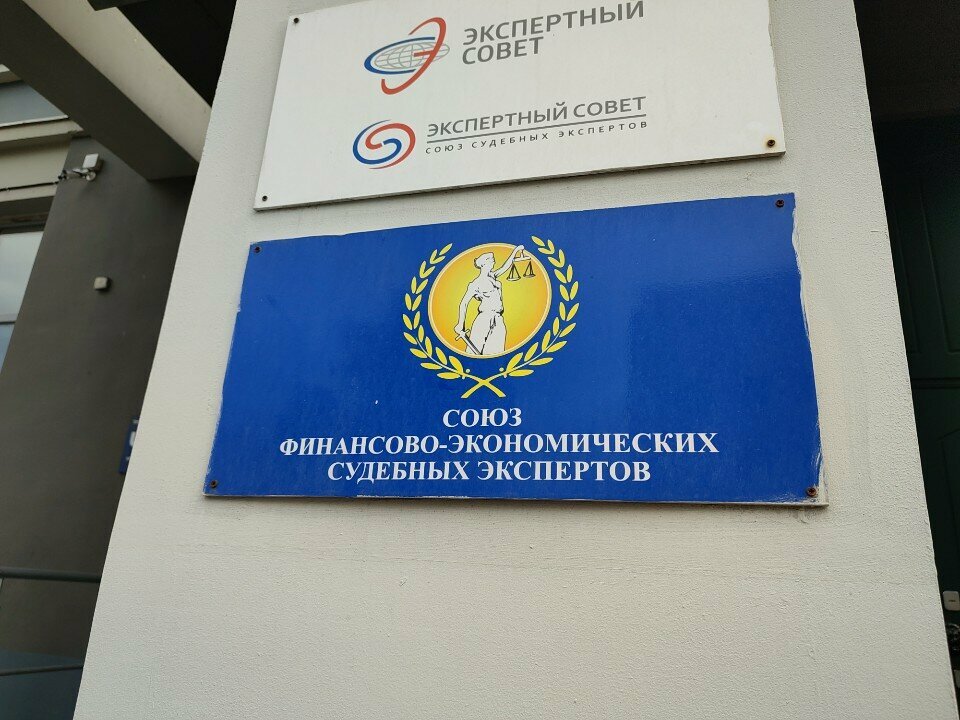 ЭКСПЕРТНЫЙ
СОВЕТ
ЭКСПЕРТНЫЙ СОВЕТ
СОЮЗ СУДЕБНЫХ ЭКСПЕРТОВ
СОЮЗ
ФИНАНСОВО-ЭКОНОМИЧЕСКИХ
СУДЕБНЫХ ЭКСПЕРТОВ